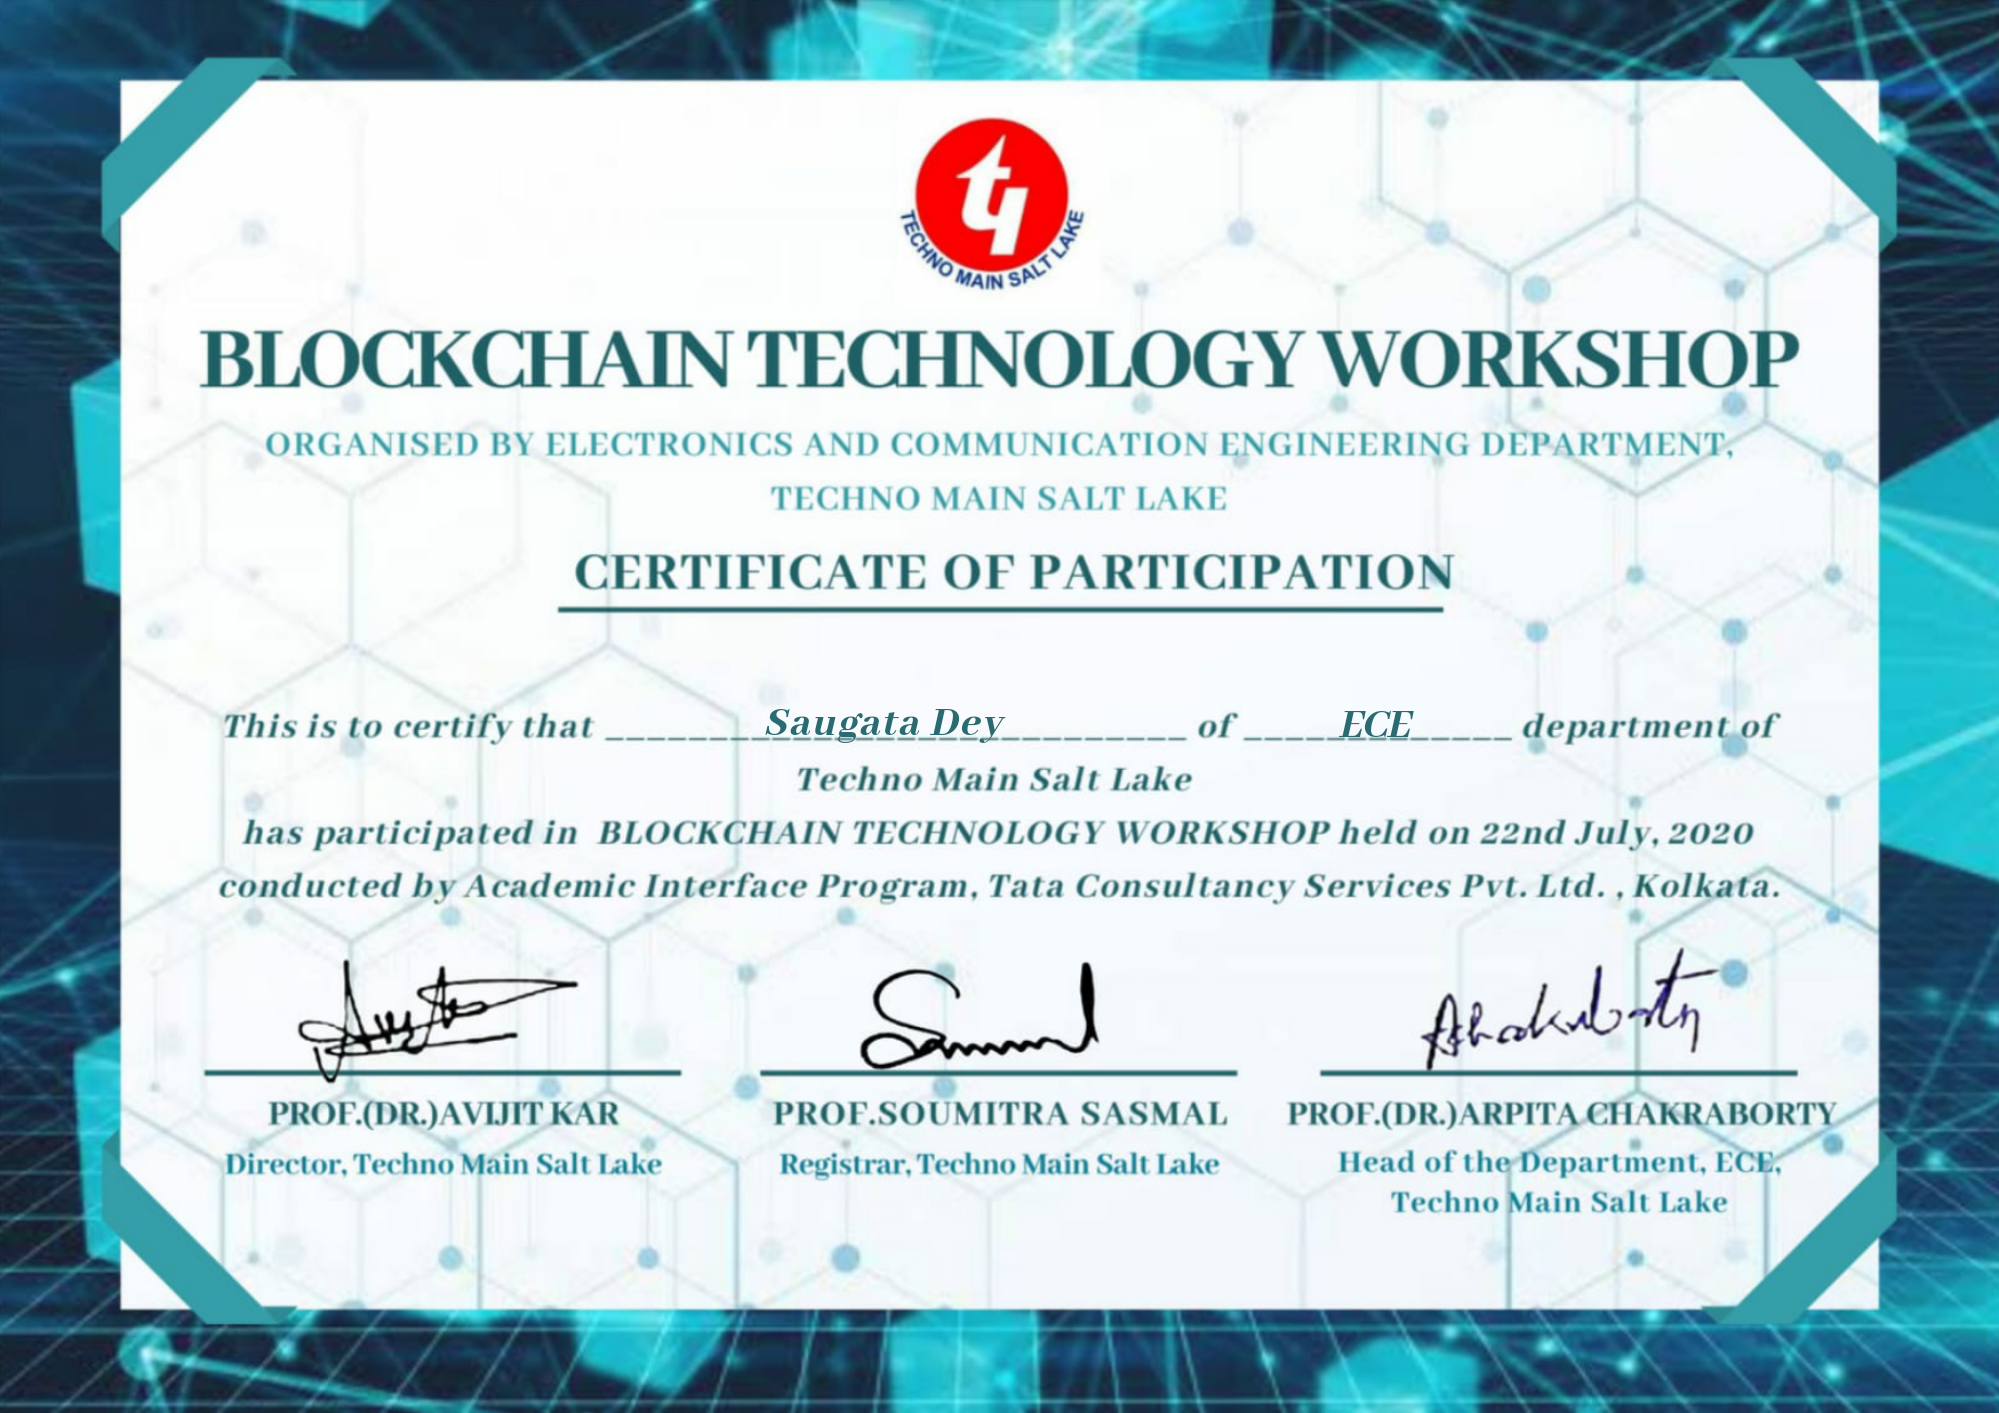 TECHNO MAIN SALT LAKE
BLOCKCHAIN TECHNOLOGY WORKSHOP
ORGANISED BY ELECTRONICS AND COMMUNICATION ENGINEERING DEPARTMENT,
TECHNO MAIN SALT LAKE
CERTIFICATE OF PARTICIPATION
This is to certify that Saugata Dey of ECE department of
Techno Main Salt Lake
has participated in BLOCKCHAIN TECHNOLOGY WORKSHOP held on 22nd July, 2020
conducted by Academic Interface Program, Tata Consultancy Services Pvt. Ltd. , Kolkata.
PROF.(DR.)AVIJIT KAR
Director, Techno Main Salt Lake
PROF.SOUMITRA SASMAL
Registrar, Techno Main Salt Lake
PROF.(DR.)ARPITA CHAKRABORTY
Head of the Department, ECE,
Techno Main Salt Lake